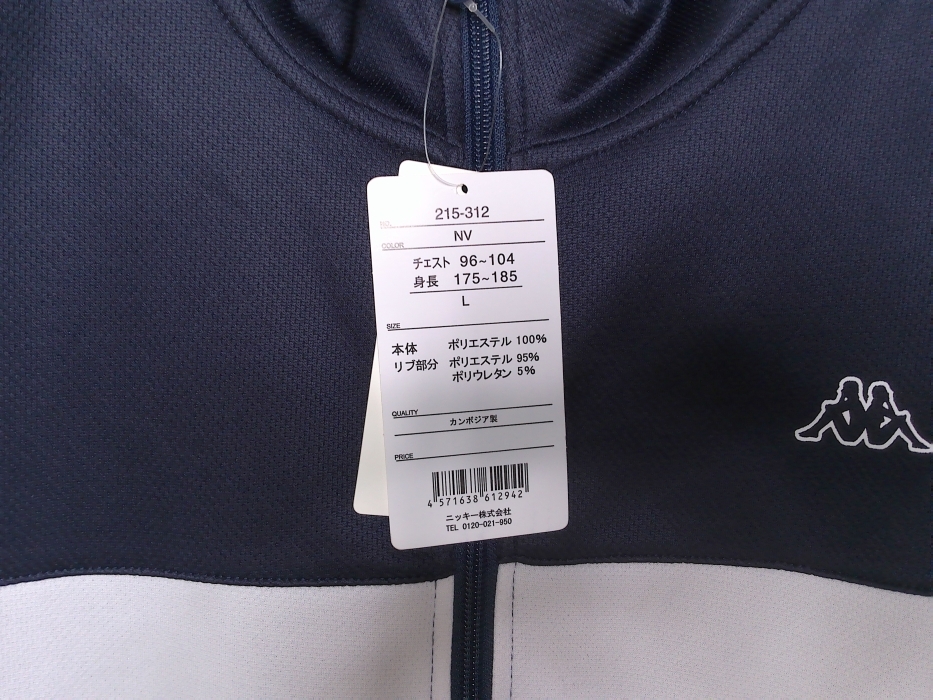 215-312
NO.
NV
COLOR
チェスト 96~104
身長 175~185
L
SIZE
本体 ポリエステル 100%
リブ部分 ポリエステル 95%
ポリウレタン 5%
QUALITY
カンボジア製
PRICE
4 571638 612942
ニッキー株式会社
TEL 0120-021-950